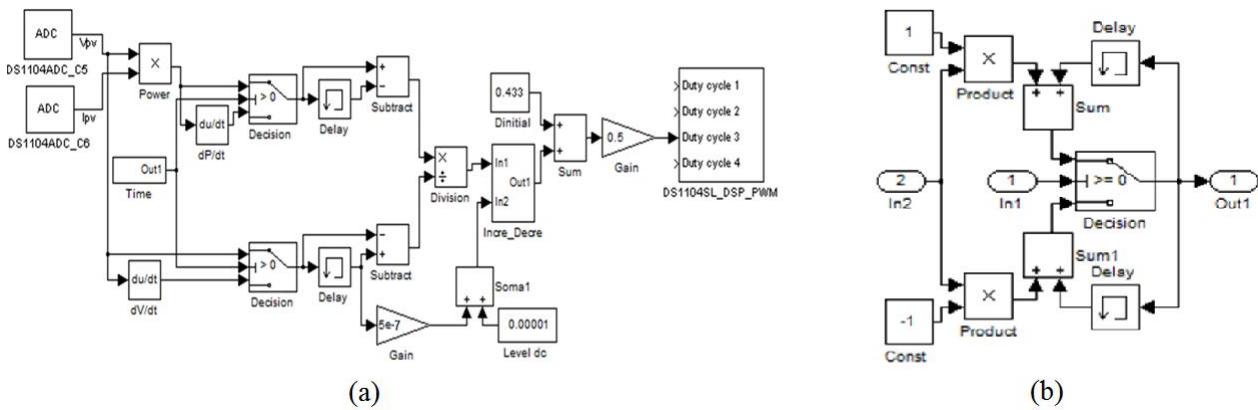 ADC
Vpv
DS1104ADC_C5
ADC
Ipv
DS1104ADC_C6
×
Power
> 0
Decision
Delay
+
−
Subtract
du/dt
dP/dt
Out1
Time
×
÷
Division
0.433
Dinitial
In1
Out1
In2
Incre_Decre
+
+
Sum
0.5
Gain
Duty cycle 1
Duty cycle 2
Duty cycle 3
Duty cycle 4
DS1104SL_DSP_PWM
> 0
Decision
Delay
−
+
Subtract
du/dt
dV/dt
5e-7
Gain
Soma1
+ +
0.00001
Level dc
(a)
1
Const
×
Product
Delay
+ +
Sum
2
In2
1
In1
>= 0
Decision
1
Out1
Sum1
+ +
Delay
×
Product
-1
Const
(b)